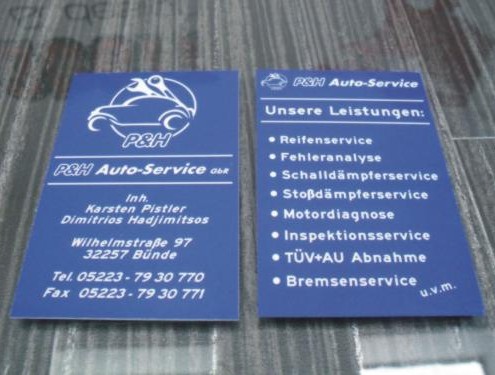 P&H
P&H Auto-Service GbR
Inh.
Karsten Pistler
Dimitrios Hadjimitsos
Wilhelmstraße 97
32257 Bünde
Tel. 05223 - 79 30 770
Fax 05223 - 79 30 771
P&H Auto-Service
Unsere Leistungen:
• Reifenservice
• Fehleranalyse
• Schalldämpferservice
• Stoßdämpferservice
• Motordiagnose
• Inspektionsservice
• TÜV+AU Abnahme
• Bremsenservice
u.v.m.